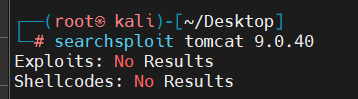 ┌──(root㉿ kali)-[~/Desktop]
└─# searchsploit tomcat 9.0.40
Exploits: No Results
Shellcodes: No Results